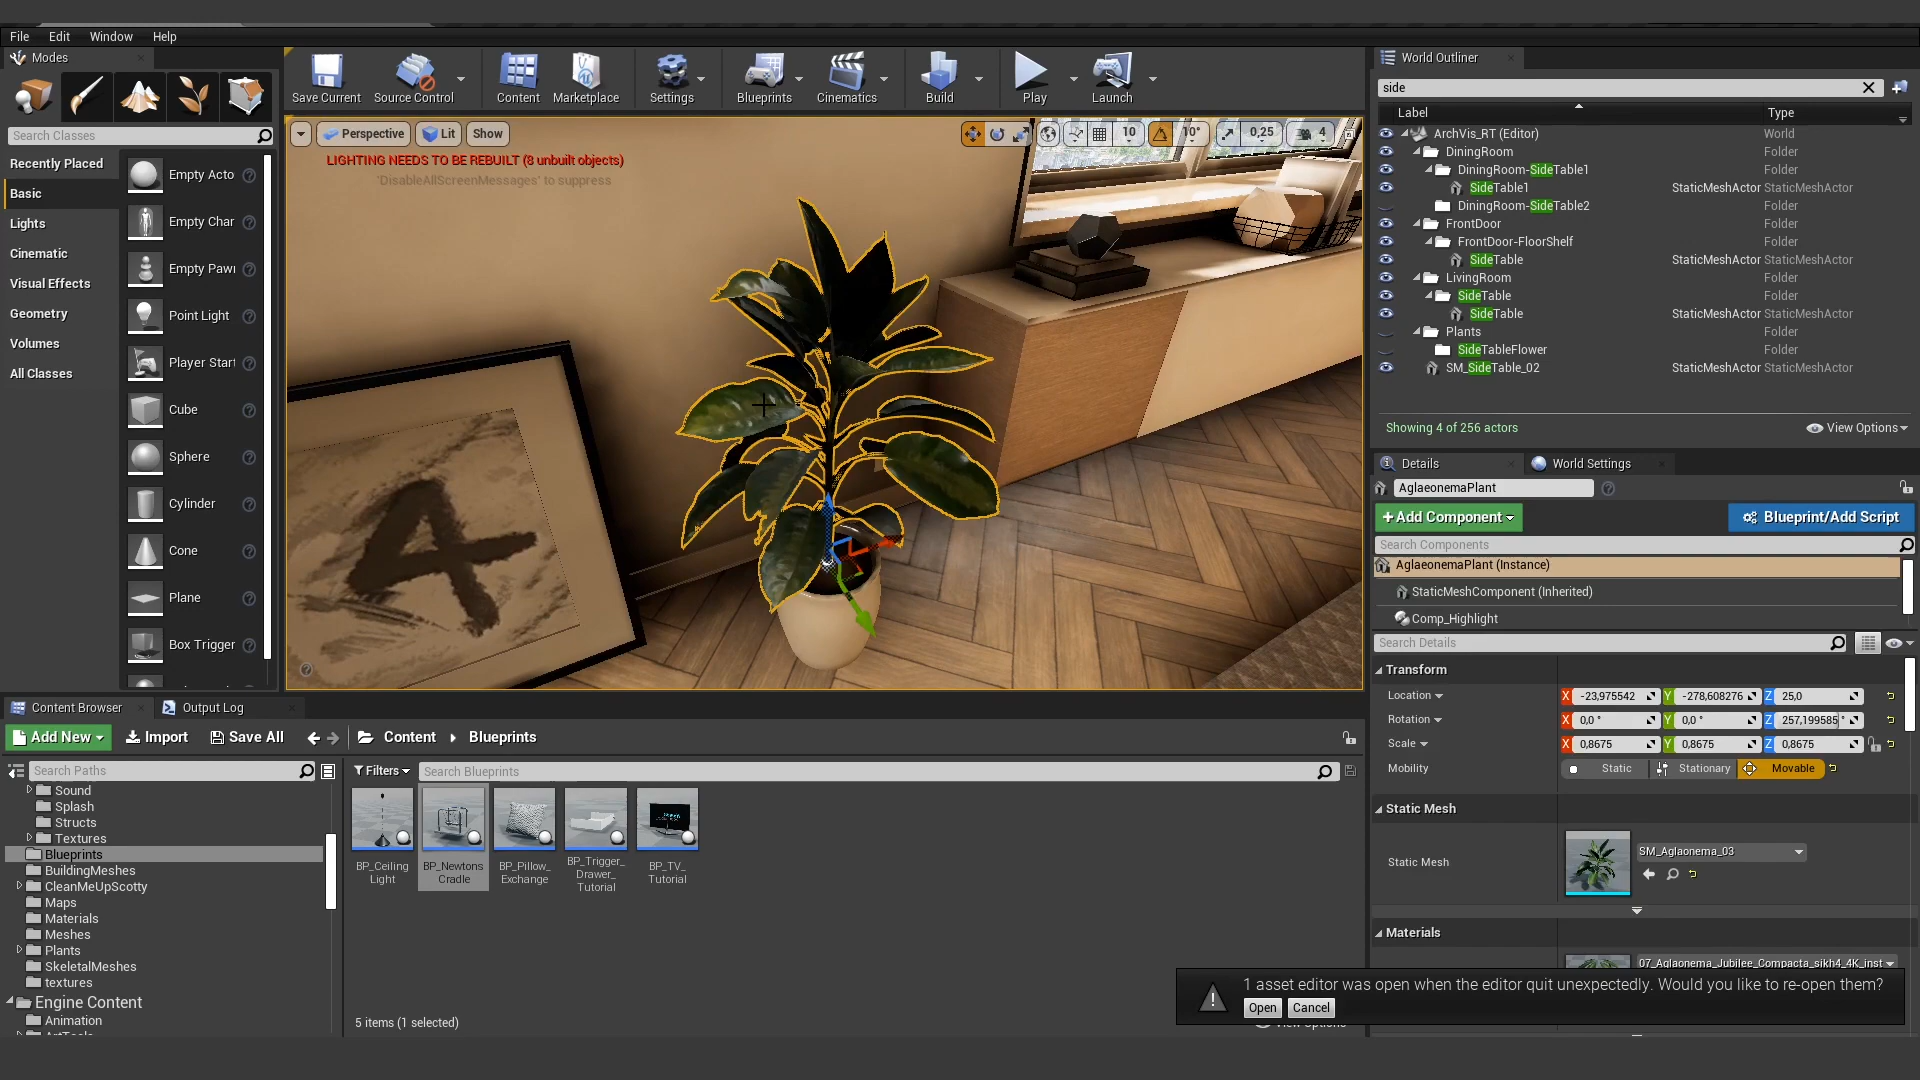 File Edit Window Help
Modes
World Outliner
Save Current
Source Control
Content
Marketplace
Settings
Blueprints
Cinematics
Build
Play
Launch
Search Classes
Recently Placed
Basic
Lights
Cinematic
Visual Effects
Geometry
Volumes
All Classes
Empty Acto
Empty Char
Empty Pawn
Point Light
Player Start
Cube
Sphere
Cylinder
Cone
Plane
Box Trigger
Perspective Lit Show
10 10° 0,25 4
LIGHTING NEEDS TO BE REBUILT (8 unbuilt objects)
'DisableAllScreenMessages' to suppress
side
Label Type
ArchVis_RT (Editor) World
DiningRoom Folder
DiningRoom-SideTable1 Folder
SideTable1 StaticMeshActor StaticMeshActor
DiningRoom-SideTable2 Folder
FrontDoor Folder
FrontDoor-FloorShelf Folder
SideTable StaticMeshActor StaticMeshActor
LivingRoom Folder
SideTable Folder
SideTable StaticMeshActor StaticMeshActor
Plants Folder
SideTableFlower Folder
SM_SideTable_02 StaticMeshActor StaticMeshActor
Showing 4 of 256 actors View Options
Details World Settings
AglaeonemaPlant
+Add Component Blueprint/Add Script
Search Components
AglaeonemaPlant (Instance)
StaticMeshComponent (Inherited)
Comp_Highlight
Search Details
Transform
Location X -23,975542 Y -278,608276 Z 25,0
Rotation X 0,0 ° Y 0,0 ° Z 257,199585 °
Scale X 0,8675 Y 0,8675 Z 0,8675
Mobility Static Stationary Movable
Static Mesh
Static Mesh SM_Aglaonema_03
Materials
07_Aglaonema_Jubilee_Compacta_sikh4_4K_inst
Content Browser Output Log
Add New Import Save All Content Blueprints
Search Paths
Filters Search Blueprints
Sound
Splash
Structs
Textures
Blueprints
BuildingMeshes
CleanMeUpScotty
Maps
Materials
Meshes
Plants
SkeletalMeshes
textures
Engine Content
Animation
BP_Ceiling
Light
BP_Newtons
Cradle
BP_Pillow_
Exchange
BP_Trigger_
Drawer_
Tutorial
BP_TV_
Tutorial
5 items (1 selected)
View Options
1 asset editor was open when the editor quit unexpectedly. Would you like to re-open them?
Open Cancel